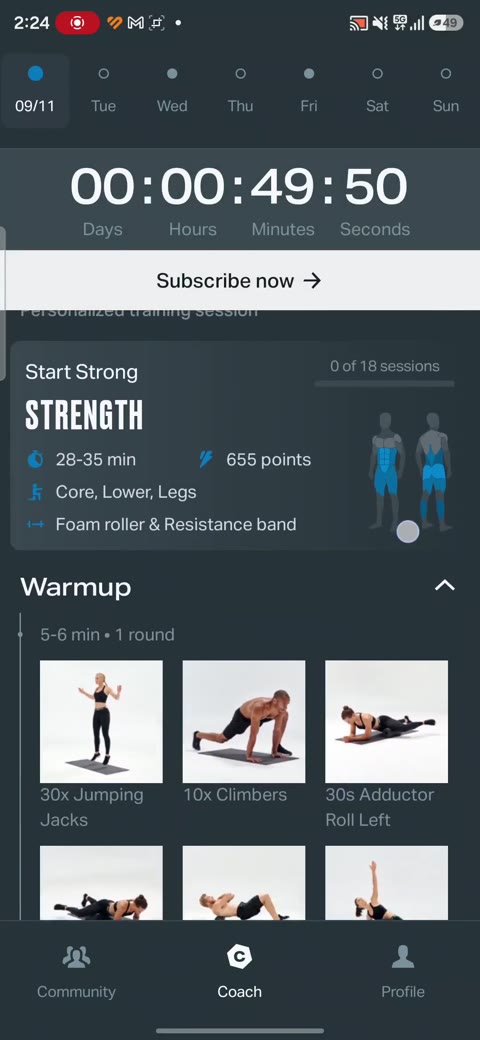 2:24
5G
49
09/11
Tue
Wed
Thu
Fri
Sat
Sun
00:00:49:50
Days Hours Minutes Seconds
Subscribe now →
Personalized training session
Start Strong
0 of 18 sessions
STRENGTH
28-35 min
655 points
Core, Lower, Legs
Foam roller & Resistance band
Warmup
5-6 min • 1 round
30x Jumping
Jacks
10x Climbers
30s Adductor
Roll Left
Community
C
Coach
Profile